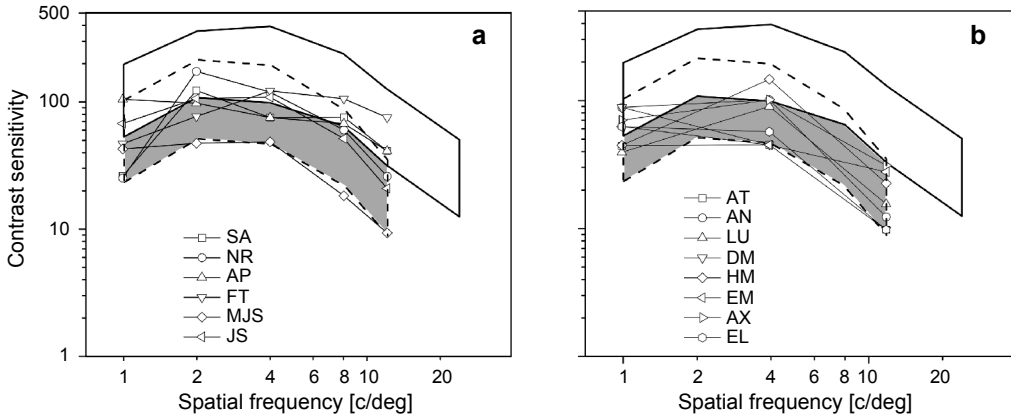 500
100
10
1
Contrast sensitivity
a
SA
NR
AP
FT
MJS
JS
1 2 4 6 8 10 20
Spatial frequency [c/deg]
b
AT
AN
LU
DM
HM
EM
AX
EL
1 2 4 6 8 10 20
Spatial frequency [c/deg]